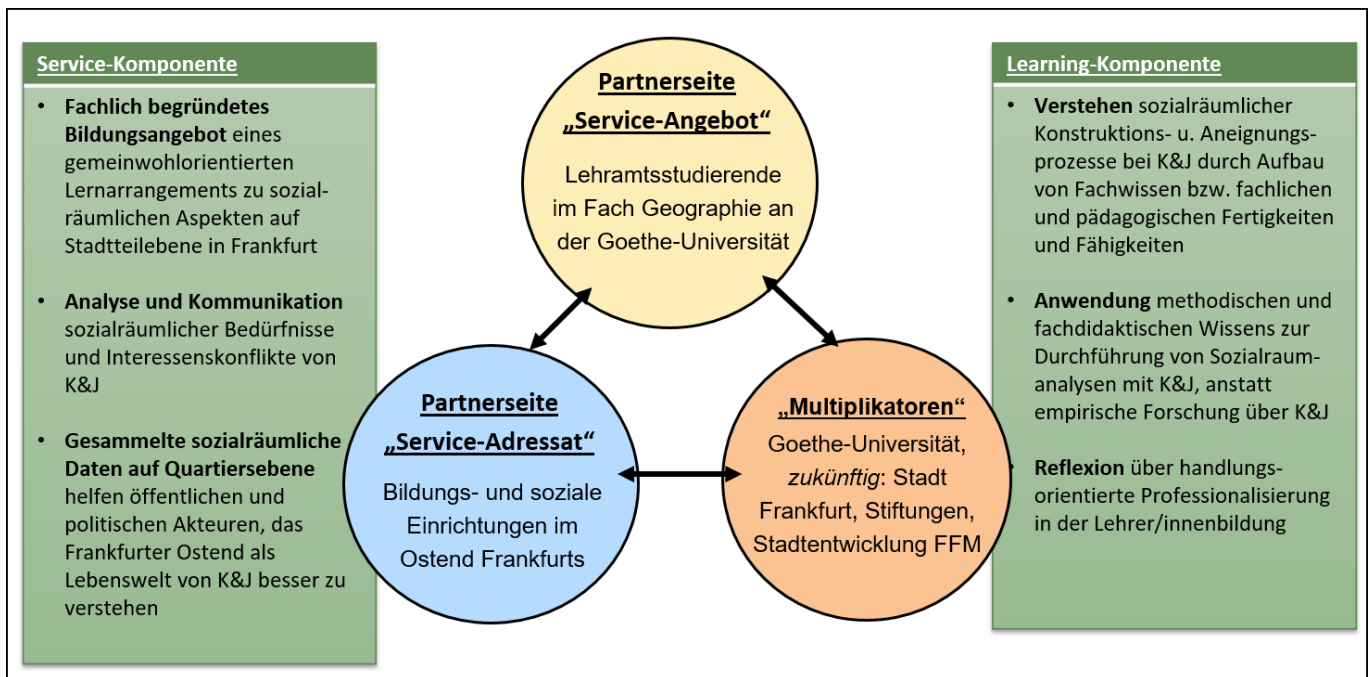 Service-Komponente
• Fachlich begründetes
Bildungsangebot eines
gemeinwohlorientierten
Lernarrangements zu sozial-
räumlichen Aspekten auf
Stadtteilebene in Frankfurt
• Analyse und Kommunikation
sozialräumlicher Bedürfnisse
und Interessenskonflikte von
K&J
• Gesammelte sozialräumliche
Daten auf Quartiersebene
helfen öffentlichen und
politischen Akteuren, das
Frankfurter Ostend als
Lebenswelt von K&J besser zu
verstehen
Partnerseite
„Service-Angebot“
Lehramtsstudierende
im Fach Geographie an
der Goethe-Universität
Partnerseite
„Service-Adressat“
Bildungs- und soziale
Einrichtungen im
Ostend Frankfurts
„Multiplikatoren“
Goethe-Universität,
zukünftig: Stadt
Frankfurt, Stiftungen,
Stadtentwicklung FFM
Learning-Komponente
• Verstehen sozialräumlicher
Konstruktions- u. Aneignungs-
prozesse bei K&J durch Aufbau
von Fachwissen bzw. fachlichen
und pädagogischen Fertigkeiten
und Fähigkeiten
• Anwendung methodischen und
fachdidaktischen Wissens zur
Durchführung von Sozialraum-
analysen mit K&J, anstatt
empirische Forschung über K&J
• Reflexion über handlungs-
orientierte Professionalisierung
in der Lehrer/innenbildung